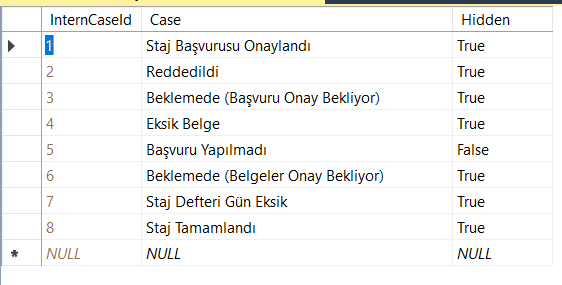 InternCaseId Case Hidden
1 Staj Başvurusu Onaylandı True
2 Reddedildi True
3 Beklemede (Başvuru Onay Bekliyor) True
4 Eksik Belge True
5 Başvuru Yapılmadı False
6 Beklemede (Belgeler Onay Bekliyor) True
7 Staj Defteri Gün Eksik True
8 Staj Tamamlandı True
NULL NULL NULL